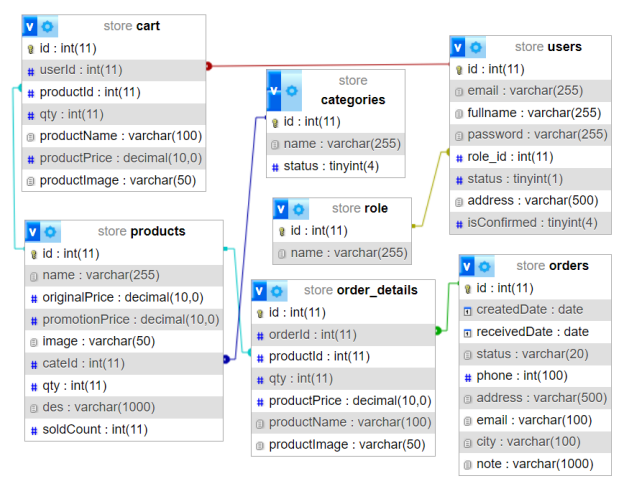 store cart
id : int(11)
userId : int(11)
productId : int(11)
qty : int(11)
productName : varchar(100)
productPrice : decimal(10,0)
productImage : varchar(50)
store categories
id : int(11)
name : varchar(255)
status : tinyint(4)
store users
id : int(11)
email : varchar(255)
fullname : varchar(255)
password : varchar(255)
role_id : int(11)
status : tinyint(1)
address : varchar(500)
isConfirmed : tinyint(4)
store role
id : int(11)
name : varchar(255)
store products
id : int(11)
name : varchar(255)
originalPrice : decimal(10,0)
promotionPrice : decimal(10,0)
image : varchar(50)
cateId : int(11)
qty : int(11)
des : varchar(1000)
soldCount : int(11)
store order_details
id : int(11)
orderId : int(11)
productId : int(11)
qty : int(11)
productPrice : decimal(10,0)
productName : varchar(100)
productImage : varchar(50)
store orders
id : int(11)
createdDate : date
receivedDate : date
status : varchar(20)
phone : int(100)
address : varchar(500)
email : varchar(100)
city : varchar(100)
note : varchar(1000)